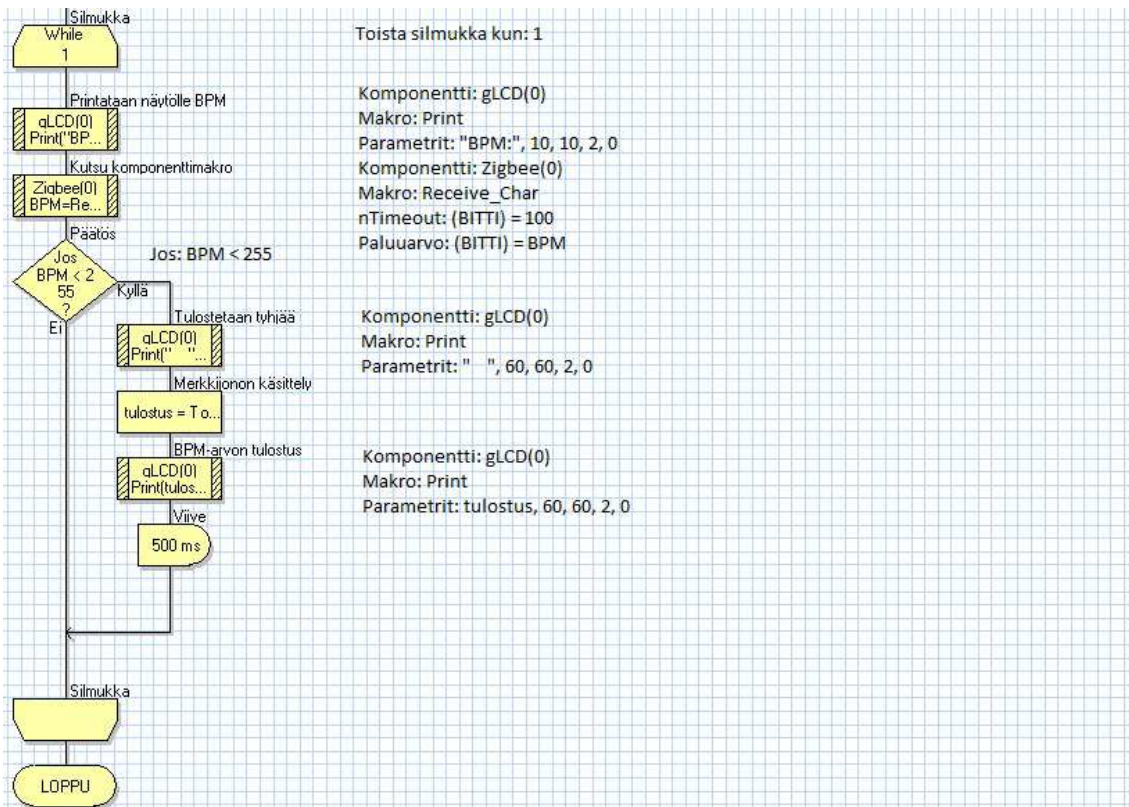 Silmukka
While
1
Toista silmukka kun: 1
Printataan näytölle BPM
gLCD(0)
Print("BP...
Komponentti: gLCD(0)
Makro: Print
Parametrit: "BPM:", 10, 10, 2, 0
Kutsu komponenttimakro
Zigbee(0)
BPM=Re...
Komponentti: Zigbee(0)
Makro: Receive_Char
nTimeout: (BITTI) = 100
Paluuarvo: (BITTI) = BPM
Päätös
Jos
BPM < 2
55
?
Jos: BPM < 255
Kyllä
Ei
Tulostetaan tyhjää
gLCD(0)
Print("   "...
Komponentti: gLCD(0)
Makro: Print
Parametrit: "   ", 60, 60, 2, 0
Merkkijonon käsittely
tulostus = To...
BPM-arvon tulostus
gLCD(0)
Print(tulos...
Komponentti: gLCD(0)
Makro: Print
Parametrit: tulostus, 60, 60, 2, 0
Viive
500 ms
Silmukka
LOPPU